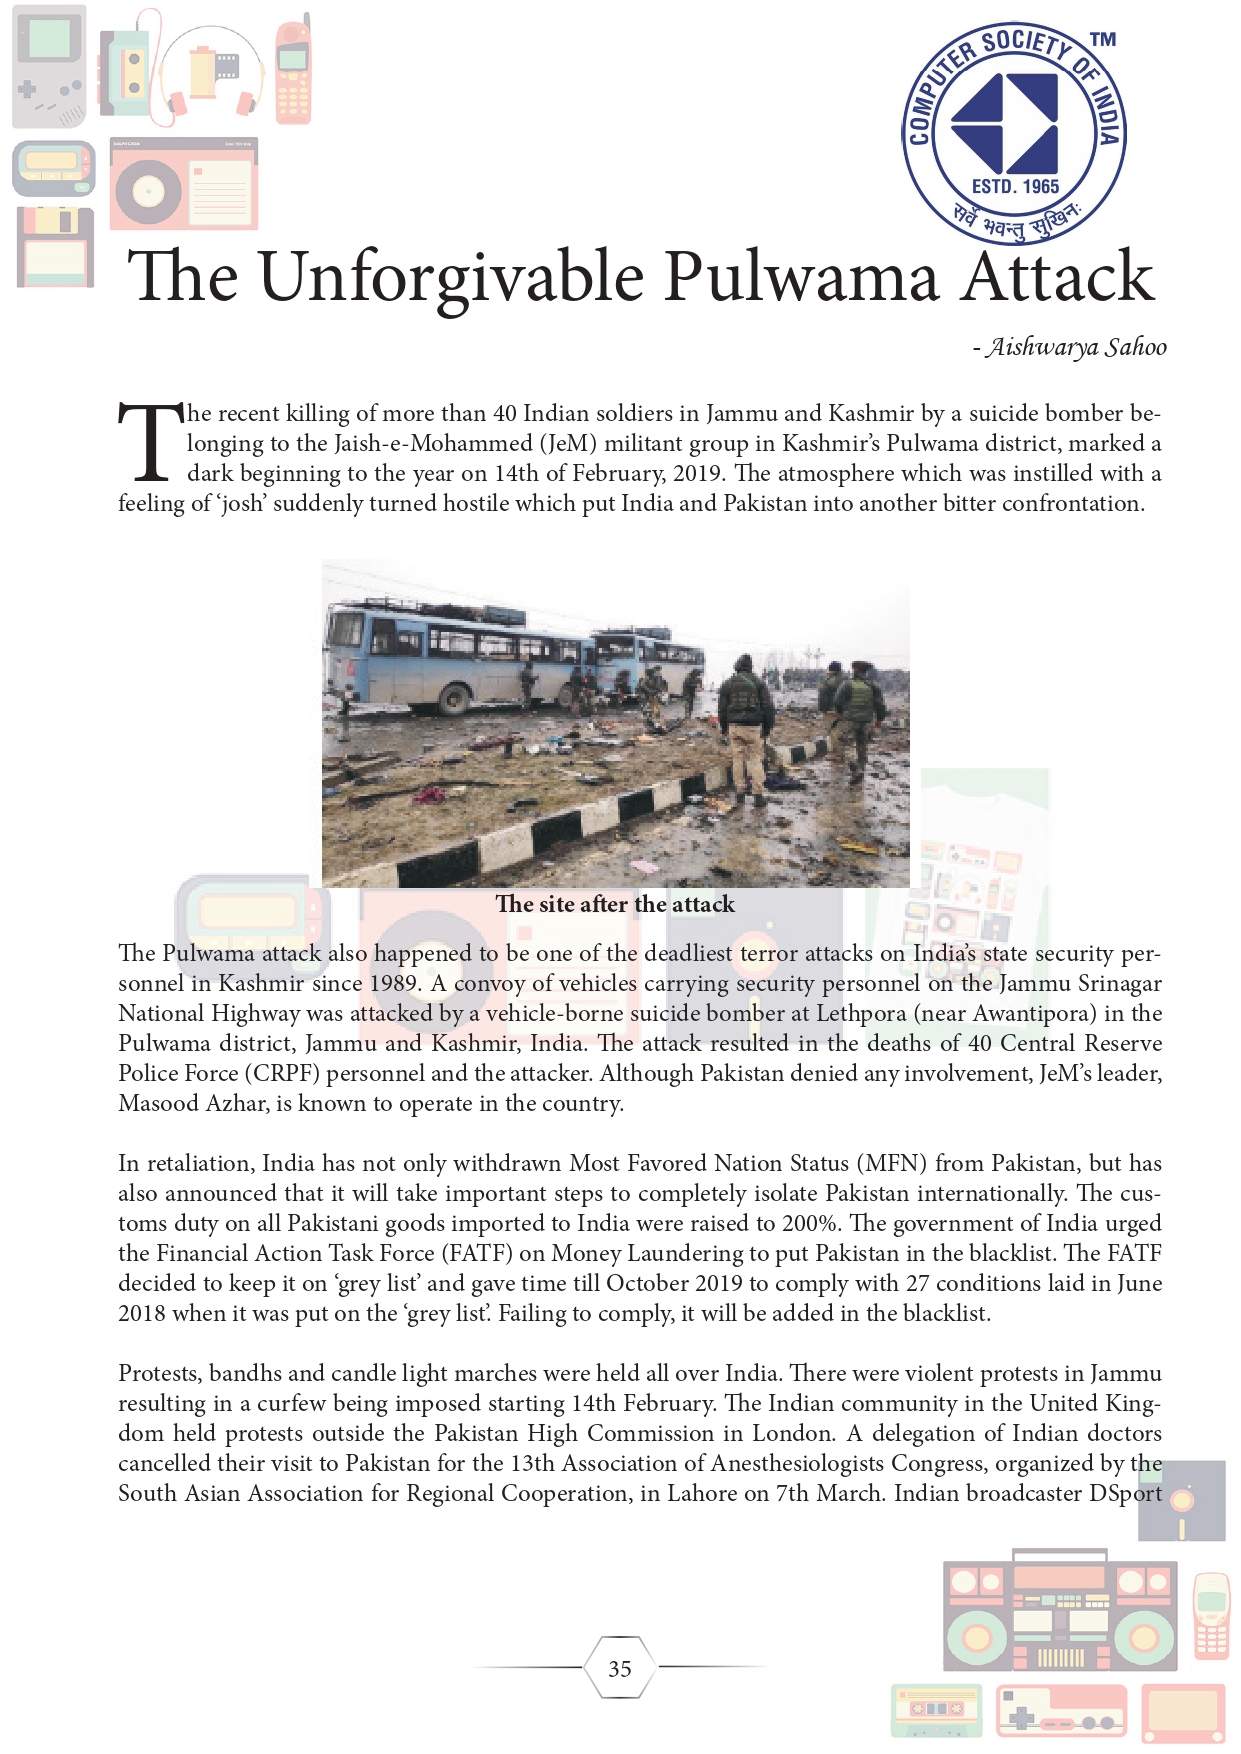 COMPUTER SOCIETY OF INDIA
TM
ESTD. 1965
सर्वे भवन्तु सुखिनः
The Unforgivable Pulwama Attack
- Aishwarya Sahoo
The recent killing of more than 40 Indian soldiers in Jammu and Kashmir by a suicide bomber be-
longing to the Jaish-e-Mohammed (JeM) militant group in Kashmir’s Pulwama district, marked a
dark beginning to the year on 14th of February, 2019. The atmosphere which was instilled with a
feeling of ‘josh’ suddenly turned hostile which put India and Pakistan into another bitter confrontation.
The site after the attack
The Pulwama attack also happened to be one of the deadliest terror attacks on India’s state security per-
sonnel in Kashmir since 1989. A convoy of vehicles carrying security personnel on the Jammu Srinagar
National Highway was attacked by a vehicle-borne suicide bomber at Lethpora (near Awantipora) in the
Pulwama district, Jammu and Kashmir, India. The attack resulted in the deaths of 40 Central Reserve
Police Force (CRPF) personnel and the attacker. Although Pakistan denied any involvement, JeM’s leader,
Masood Azhar, is known to operate in the country.
In retaliation, India has not only withdrawn Most Favored Nation Status (MFN) from Pakistan, but has
also announced that it will take important steps to completely isolate Pakistan internationally. The cus-
toms duty on all Pakistani goods imported to India were raised to 200%. The government of India urged
the Financial Action Task Force (FATF) on Money Laundering to put Pakistan in the blacklist. The FATF
decided to keep it on ‘grey list’ and gave time till October 2019 to comply with 27 conditions laid in June
2018 when it was put on the ‘grey list’. Failing to comply, it will be added in the blacklist.
Protests, bandhs and candle light marches were held all over India. There were violent protests in Jammu
resulting in a curfew being imposed starting 14th February. The Indian community in the United King-
dom held protests outside the Pakistan High Commission in London. A delegation of Indian doctors
cancelled their visit to Pakistan for the 13th Association of Anesthesiologists Congress, organized by the
South Asian Association for Regional Cooperation, in Lahore on 7th March. Indian broadcaster DSport
35